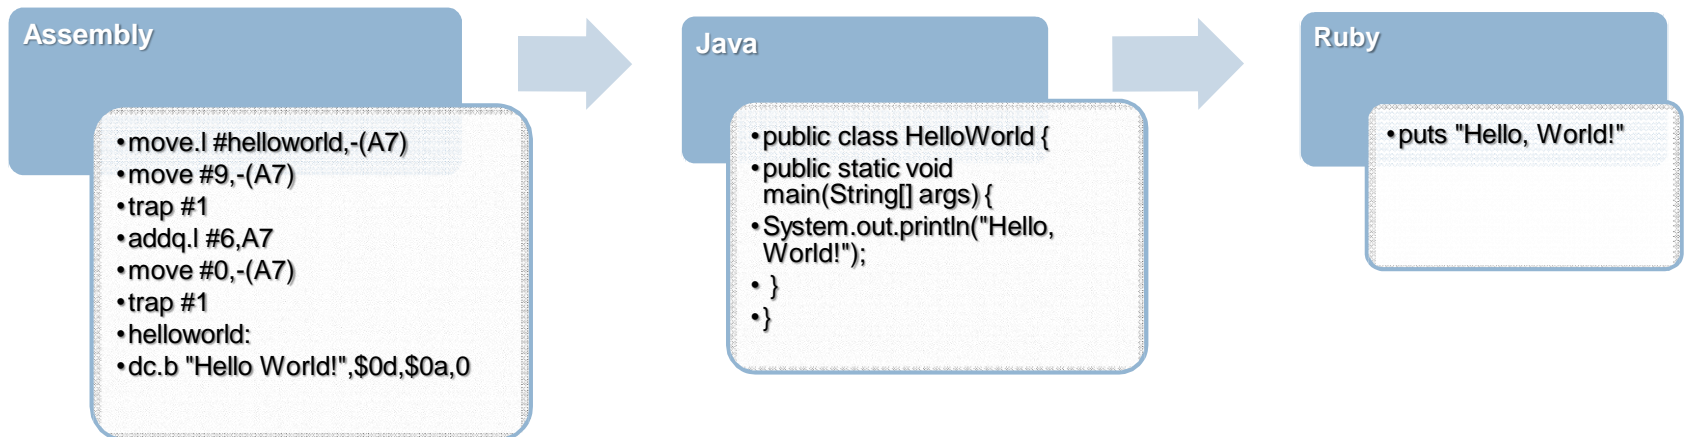 Assembly
•move.l #helloworld,-(A7)
•move #9,-(A7)
•trap #1
•addq.l #6,A7
•move #0,-(A7)
•trap #1
•helloworld:
•dc.b "Hello World!",$0d,$0a,0
Java
•public class HelloWorld {
•public static void
main(String[] args) {
•System.out.println("Hello,
World!");
• }
•}
Ruby
•puts "Hello, World!"